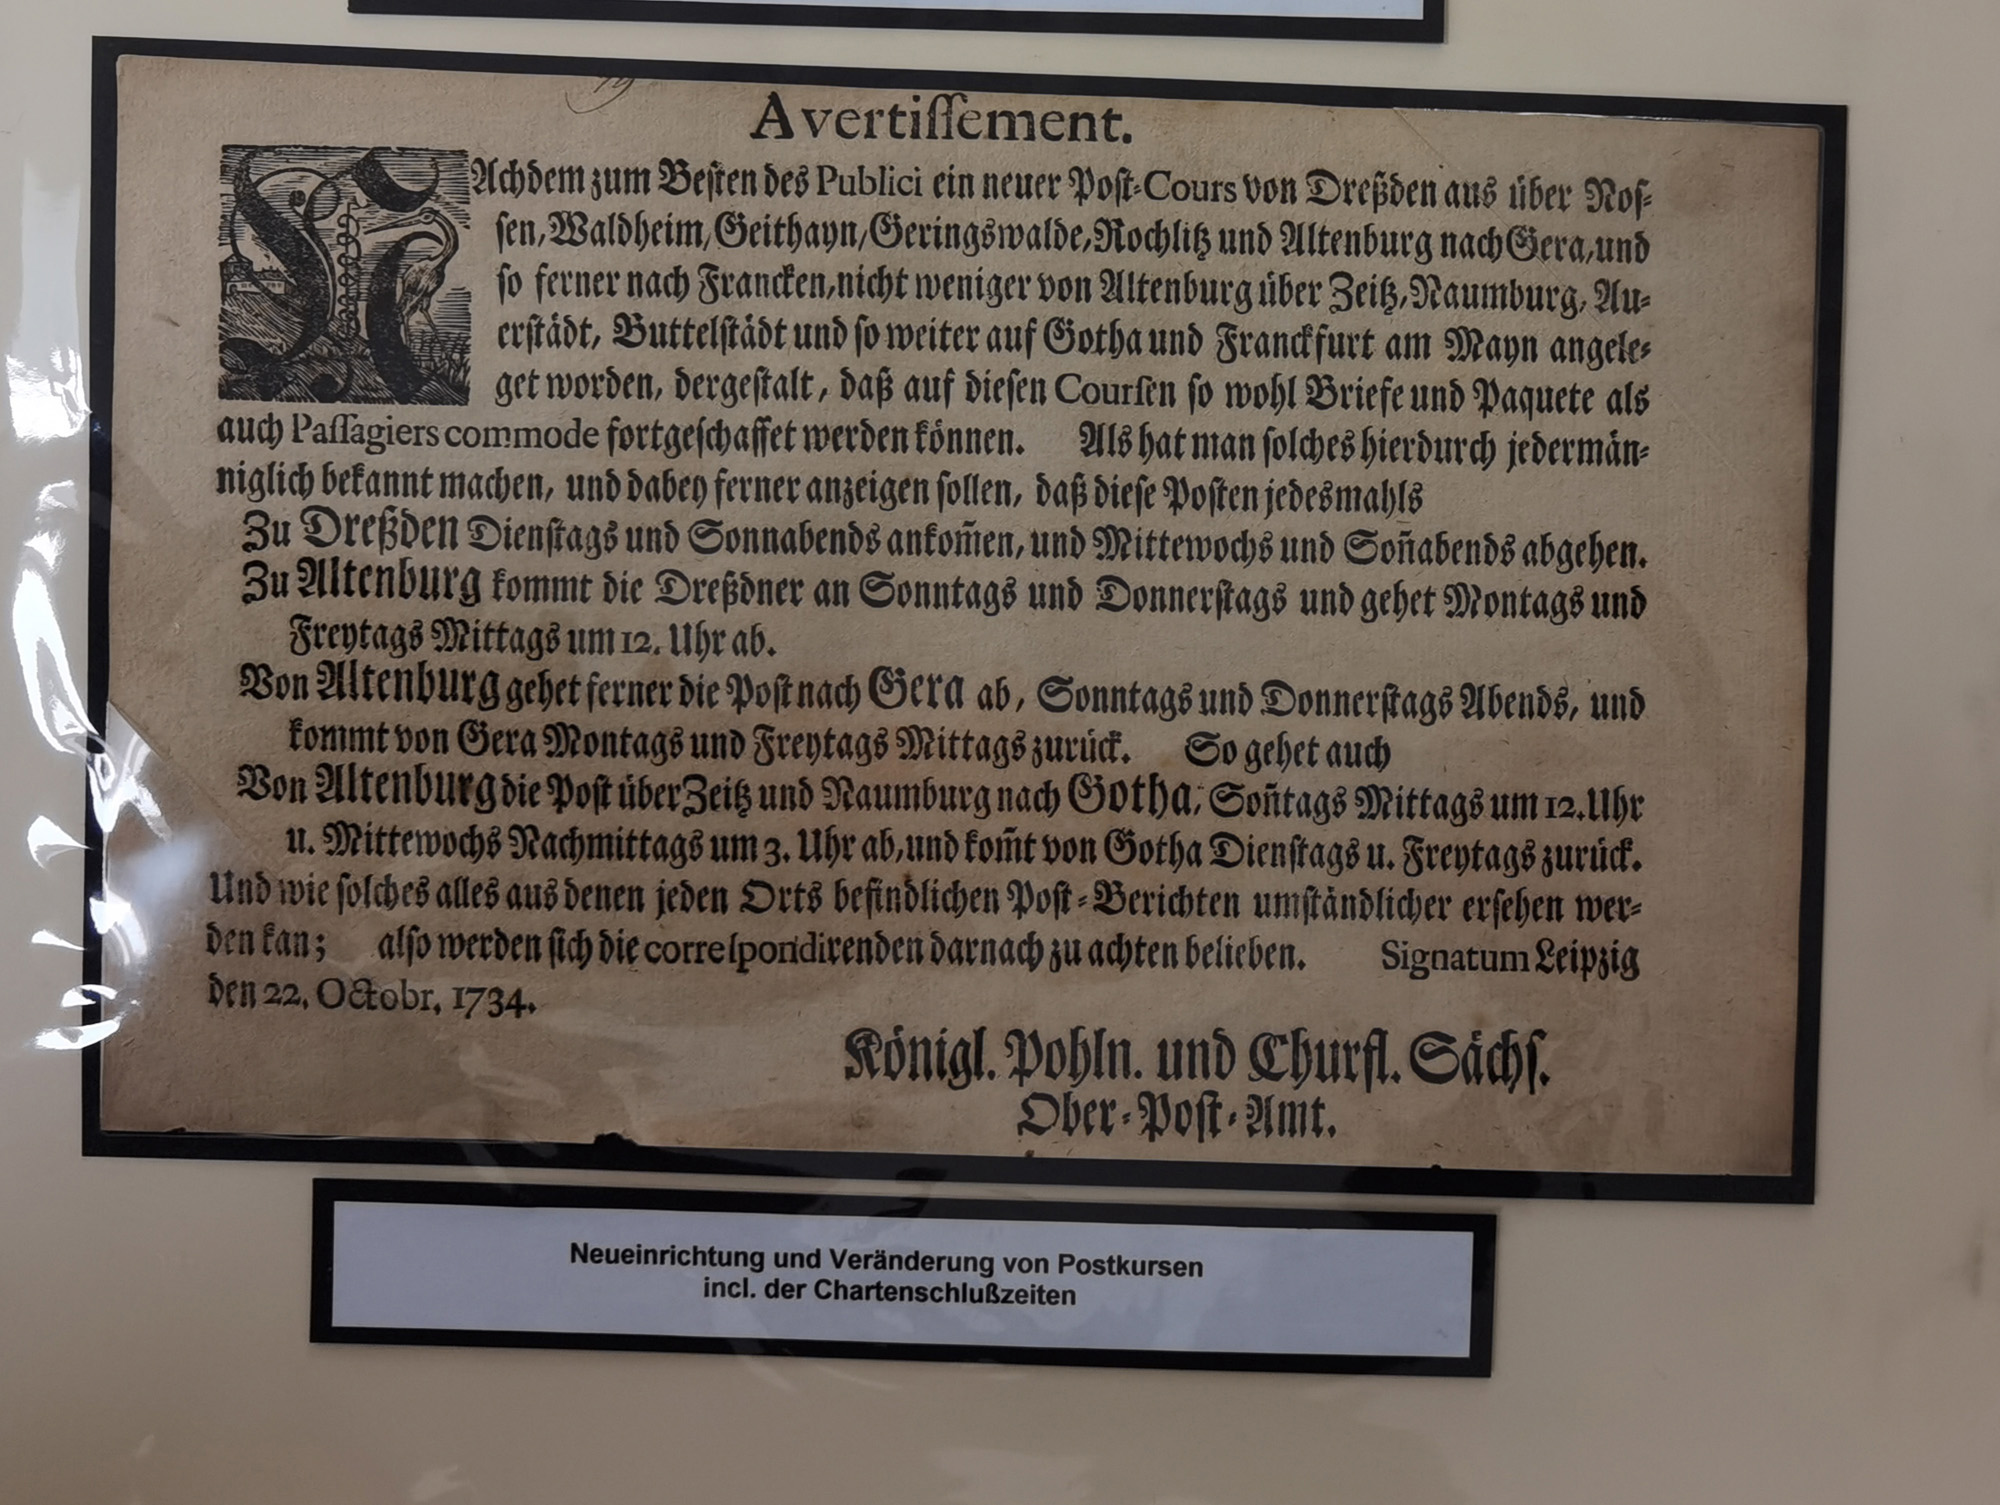 Avertissement.
NAchdem zum Besten des Publici ein neuer Post-Cours von Dreßden aus über Nos-
sen, Waldheim, Geithayn, Geringswalde, Rochlitz und Altenburg nach Gera, und
so ferner nach Francken, nicht weniger von Altenburg über Zeitz, Naumburg, Au-
erstädt, Buttelstädt und so weiter auf Gotha und Franckfurt am Mayn angele-
get worden, dergestalt, daß auf diesen Coursen so wohl Briefe und Paquete als
auch Passagiers commode fortgeschaffet werden können. Als hat man solches hierdurch jedermän-
niglich bekannt machen, und dabey ferner anzeigen sollen, daß diese Posten jedesmahls
Zu Dreßden Dienstags und Sonnabends ankom̄en, und Mittewochs und Son̄abends abgehen.
Zu Altenburg kommt die Dreßdner an Sonntags und Donnerstags und gehet Montags und
Freytags Mittags um 12. Uhr ab.
Von Altenburg gehet ferner die Post nach Gera ab, Sonntags und Donnerstags Abends, und
kommt von Gera Montags und Freytags Mittags zurück. So gehet auch
Von Altenburg die Post über Zeitz und Naumburg nach Gotha, Son̄tags Mittags um 12. Uhr
u. Mittewochs Nachmittags um 3. Uhr ab, und kom̄t von Gotha Dienstags u. Freytags zurück.
Und wie solches alles aus denen jeden Orts befindlichen Post-Berichten umständlicher ersehen wer-
den kan; also werden sich die correspondirenden darnach zu achten belieben. Signatum Leipzig
den 22. Octobr. 1734.
Königl. Pohln. und Churfl. Sächs.
Ober-Post-Amt.
Neueinrichtung und Veränderung von Postkursen
incl. der Chartenschlußzeiten